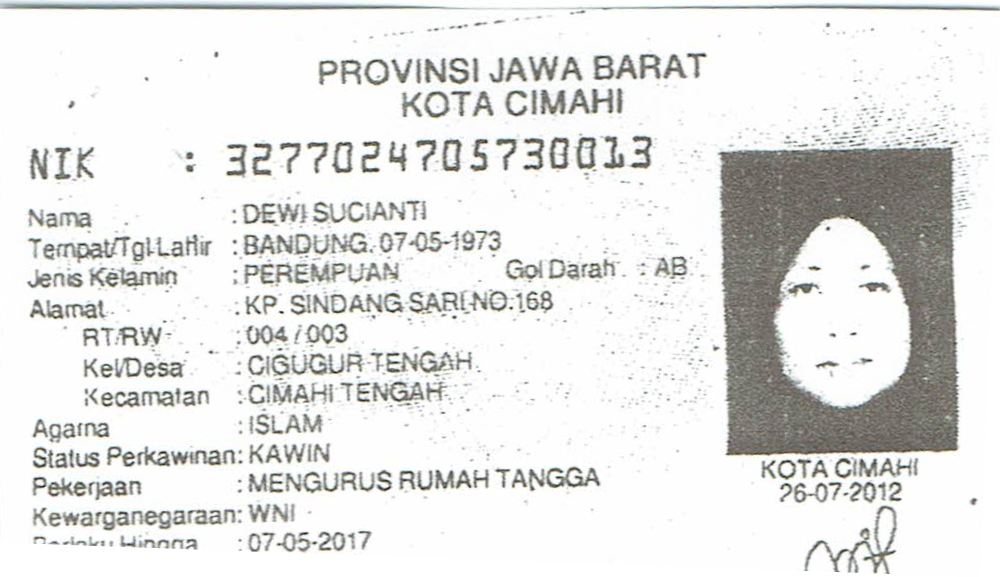 PROVINSI JAWA BARAT
KOTA CIMAHI
NIK : 3277024705730013
Nama : DEWI SUCIANTI
Tempat/Tgl Lahir : BANDUNG, 07-05-1973
Jenis Kelamin : PEREMPUAN Gol Darah : AB
Alamat : KP. SINDANG SARI NO.168
RT/RW : 004 / 003
Kel/Desa : CIGUGUR TENGAH
Kecamatan : CIMAHI TENGAH
Agama : ISLAM
Status Perkawinan: KAWIN
Pekerjaan : MENGURUS RUMAH TANGGA
Kewarganegaraan: WNI
Berlaku Hingga : 07-05-2017
KOTA CIMAHI
26-07-2012